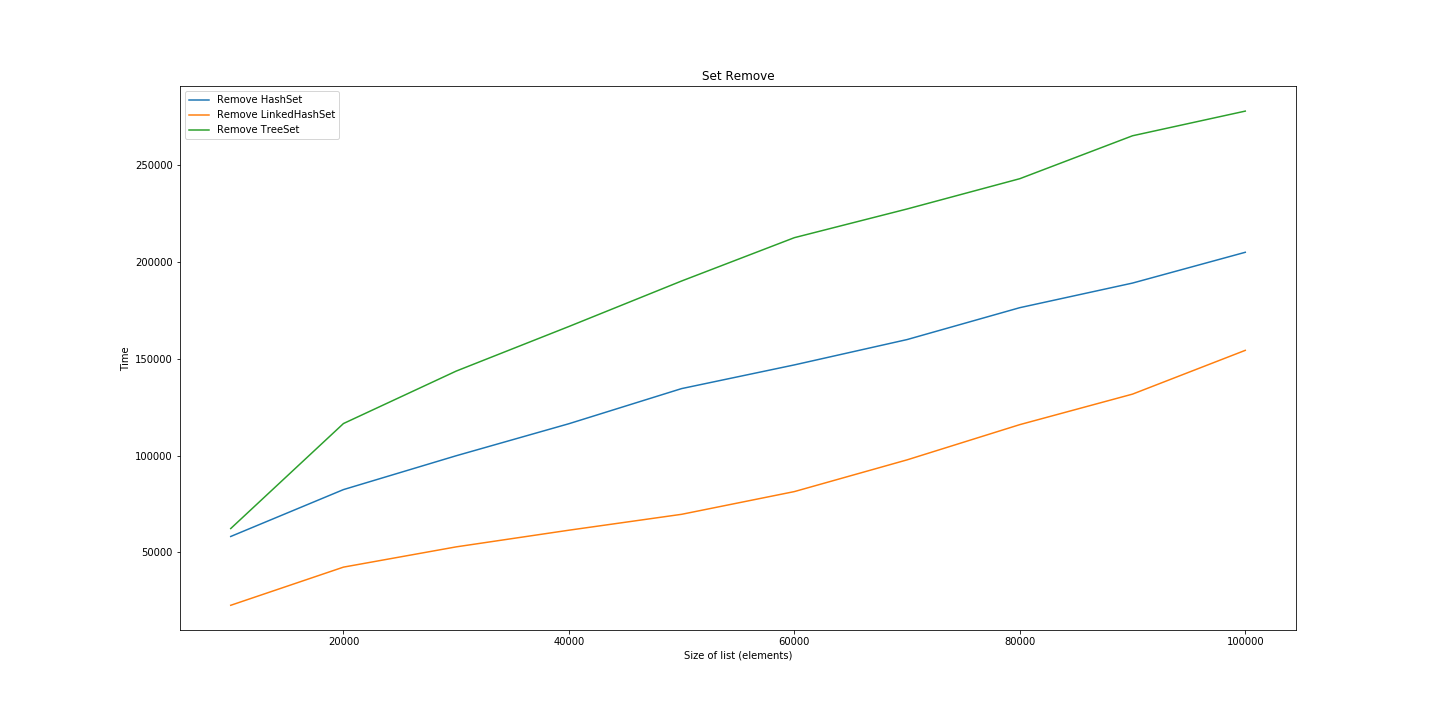 Set Remove
Remove HashSet
Remove LinkedHashSet
Remove TreeSet
250000
200000
150000
100000
50000
Time
20000 40000 60000 80000 100000
Size of list (elements)